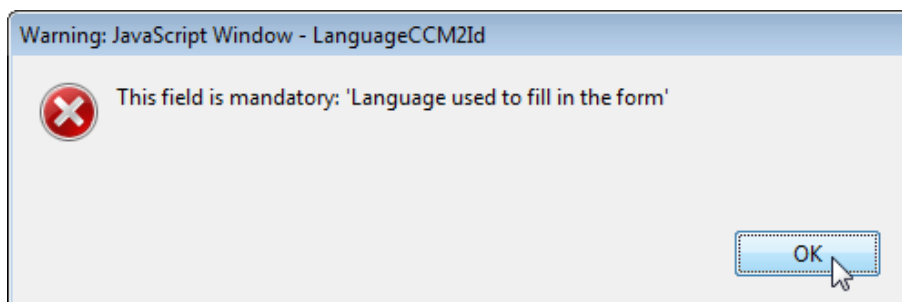 Warning: JavaScript Window - LanguageCCM2Id
This field is mandatory: 'Language used to fill in the form'
OK